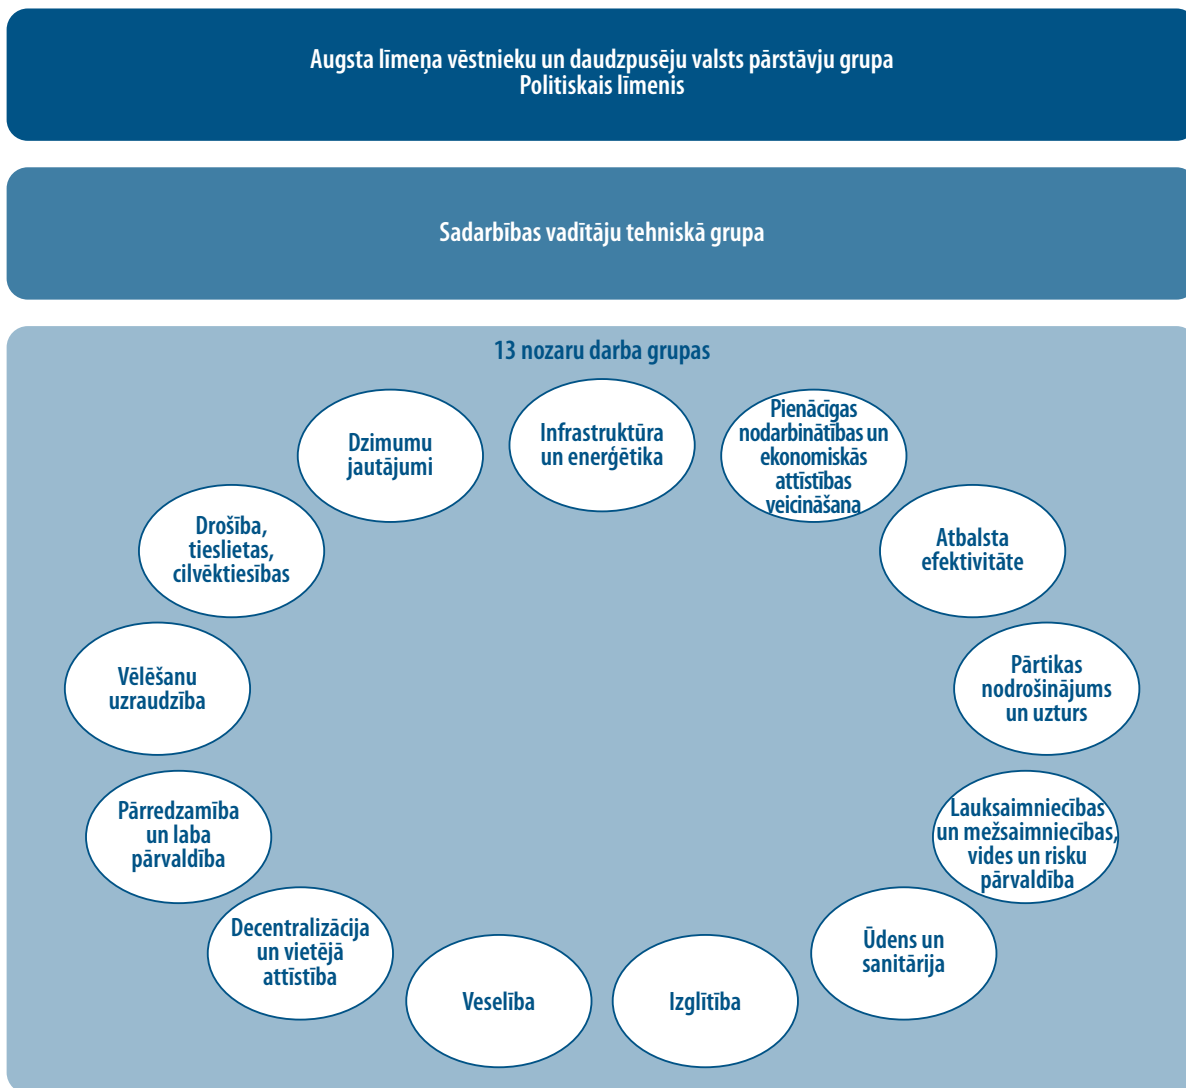 Augsta līmeņa vēstnieku un daudzpusēju valsts pārstāvju grupa
Politiskais līmenis
Sadarbības vadītāju tehniskā grupa
13 nozaru darba grupas
Infrastruktūra
un enerģētika
Pienācīgas
nodarbinātības un
ekonomiskās
attīstības
veicināšana
Atbalsta
efektivitāte
Pārtikas
nodrošinājums
un uzturs
Lauksaimniecības
un mežsaimniecības,
vides un risku
pārvaldība
Ūdens un
sanitārija
Izglītība
Veselība
Decentralizācija
un vietējā
attīstība
Pārredzamība
un laba
pārvaldība
Vēlēšanu
uzraudzība
Drošība,
tieslietas,
cilvēktiesības
Dzimumu
jautājumi